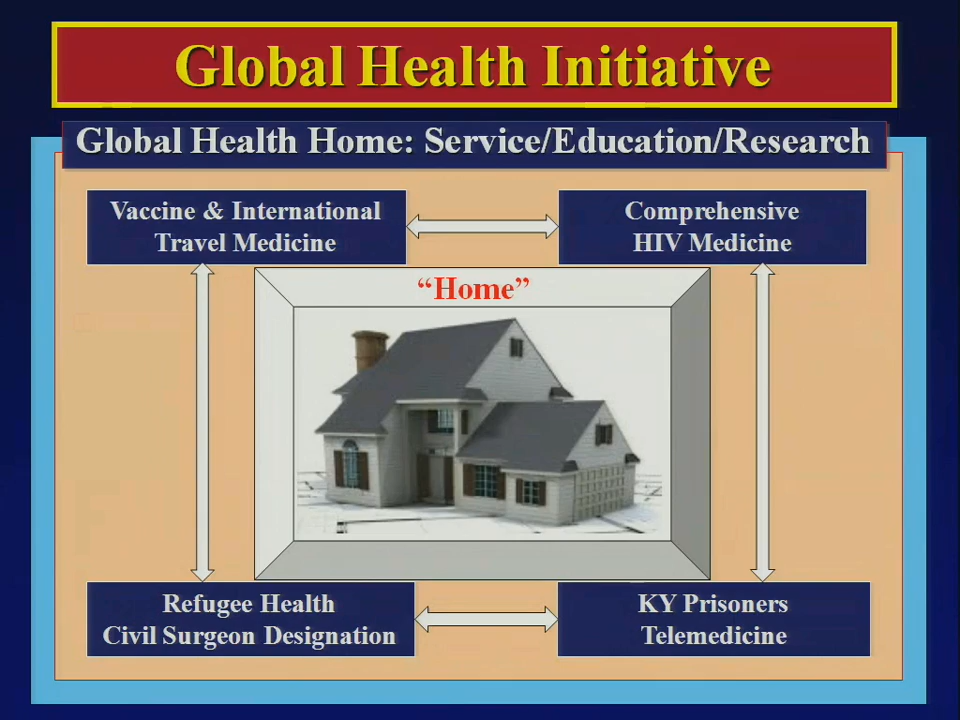 Global Health Initiative
Global Health Home: Service/Education/Research
Vaccine & International
Travel Medicine
Comprehensive
HIV Medicine
“Home”
Refugee Health
Civil Surgeon Designation
KY Prisoners
Telemedicine